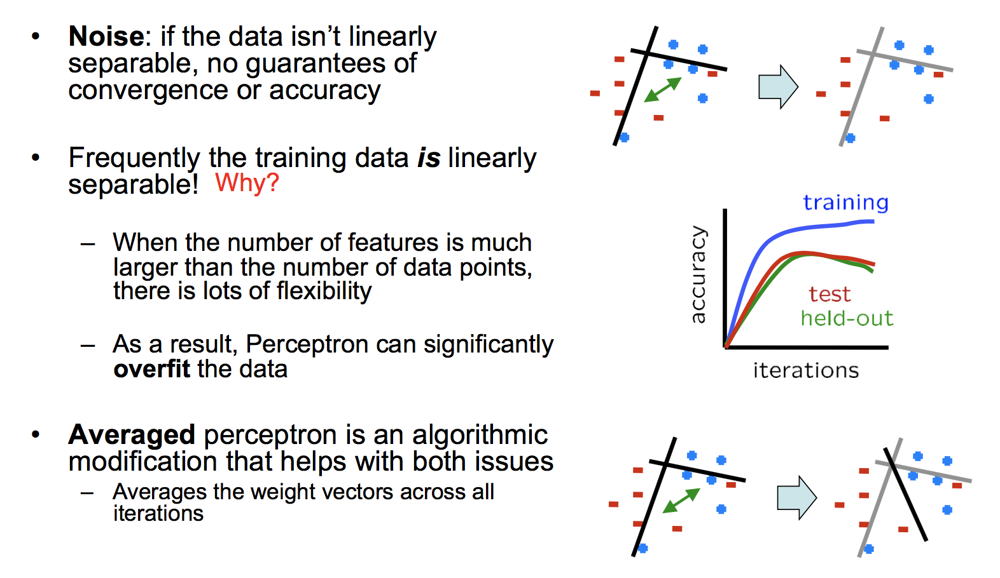 • Noise: if the data isn’t linearly
separable, no guarantees of
convergence or accuracy
• Frequently the training data is linearly
separable! Why?
– When the number of features is much
larger than the number of data points,
there is lots of flexibility
– As a result, Perceptron can significantly
overfit the data
• Averaged perceptron is an algorithmic
modification that helps with both issues
– Averages the weight vectors across all
iterations
training
accuracy
test
held-out
iterations